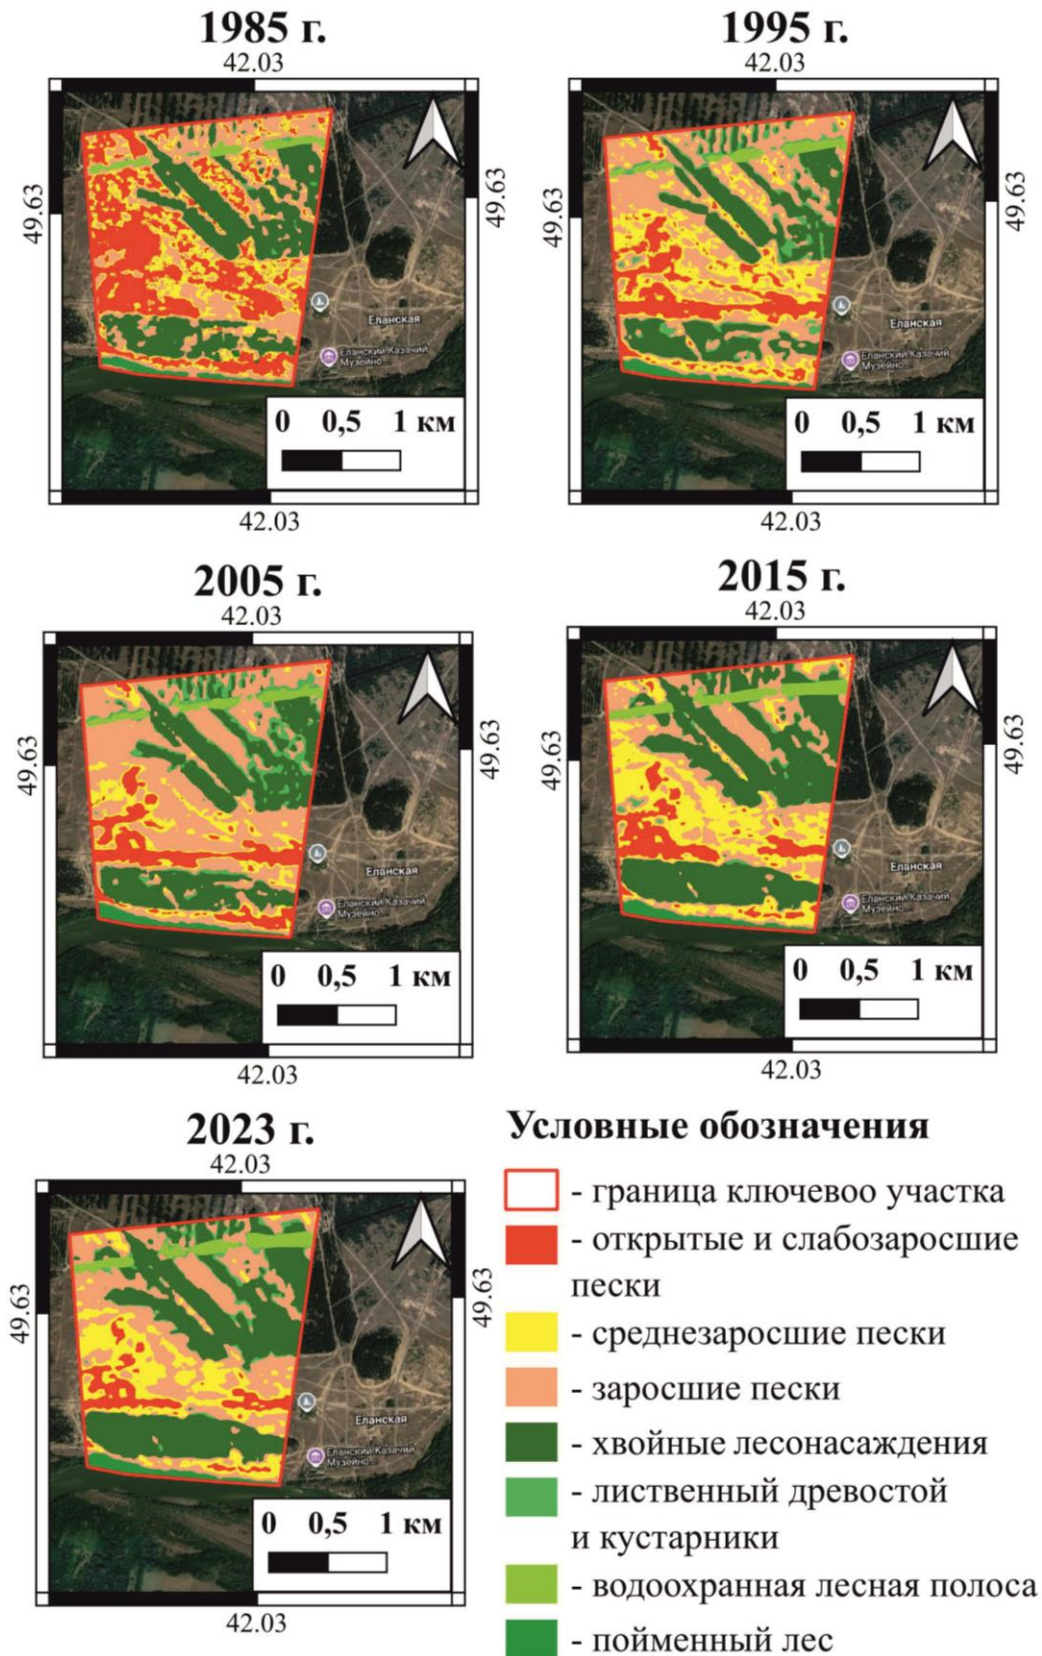 1985 г.
42.03
49.63
49.63
Еланская
Еланский Казачий
Музейно...
0 0,5 1 км
42.03
1995 г.
42.03
49.63
49.63
Еланская
Еланский Казачий
Музейно...
0 0,5 1 км
42.03
2005 г.
42.03
49.63
49.63
Еланская
Еланский Казачий
Музейно...
0 0,5 1 км
42.03
2015 г.
42.03
49.63
49.63
Еланская
Еланский Казачий
Музейно...
0 0,5 1 км
42.03
2023 г.
42.03
49.63
49.63
Еланская
Еланский Казачий
Музейно...
0 0,5 1 км
42.03
Условные обозначения
- граница ключевоо участка
- открытые и слабозаросшие
пески
- среднезаросшие пески
- заросшие пески
- хвойные лесонасаждения
- лиственный древостой
и кустарники
- водоохранная лесная полоса
- пойменный лес